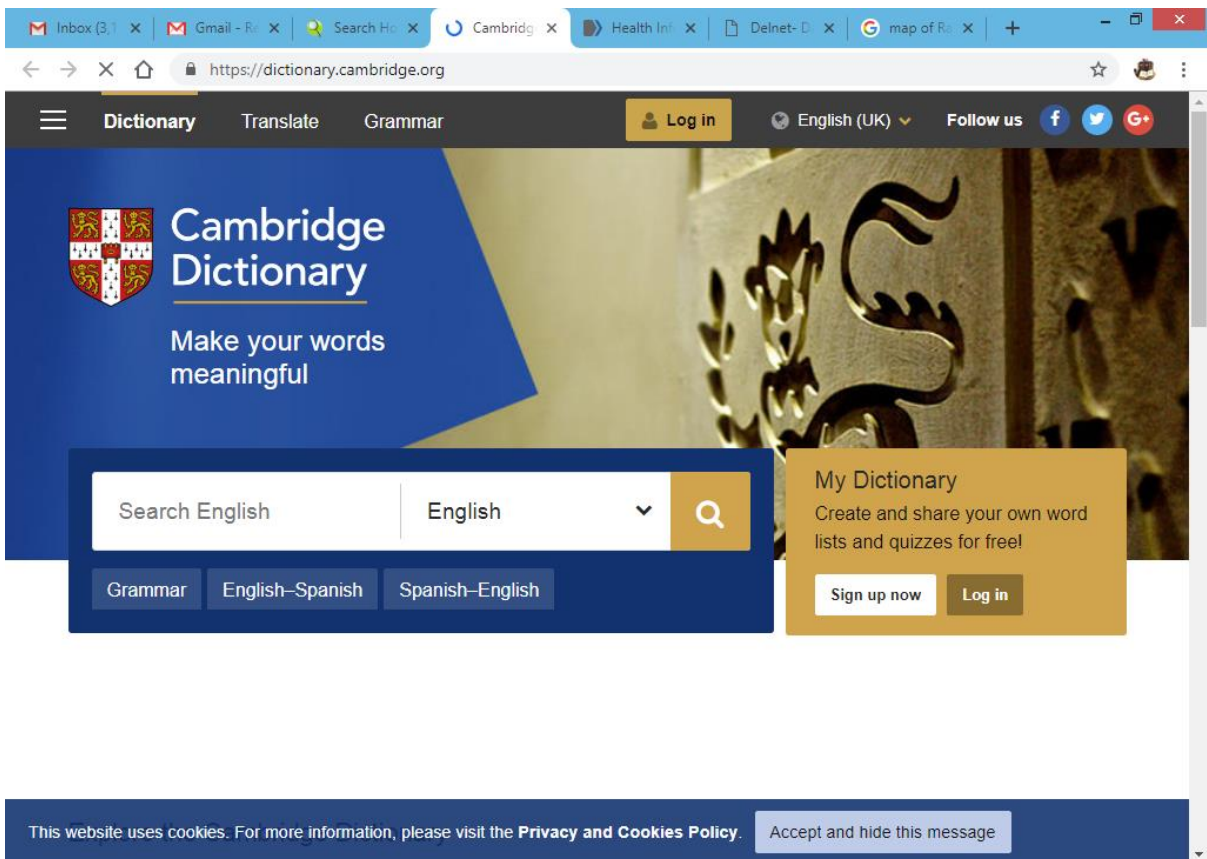 Inbox (3,1 Gmail - Re Search Ho Cambridg Health Inf Delnet- D map of Ra
https://dictionary.cambridge.org
Dictionary Translate Grammar Log in English (UK) Follow us f G+
Cambridge
Dictionary
Make your words
meaningful
Search English English
Grammar English–Spanish Spanish–English
My Dictionary
Create and share your own word
lists and quizzes for free!
Sign up now Log in
This website uses cookies. For more information, please visit the Privacy and Cookies Policy. Accept and hide this message